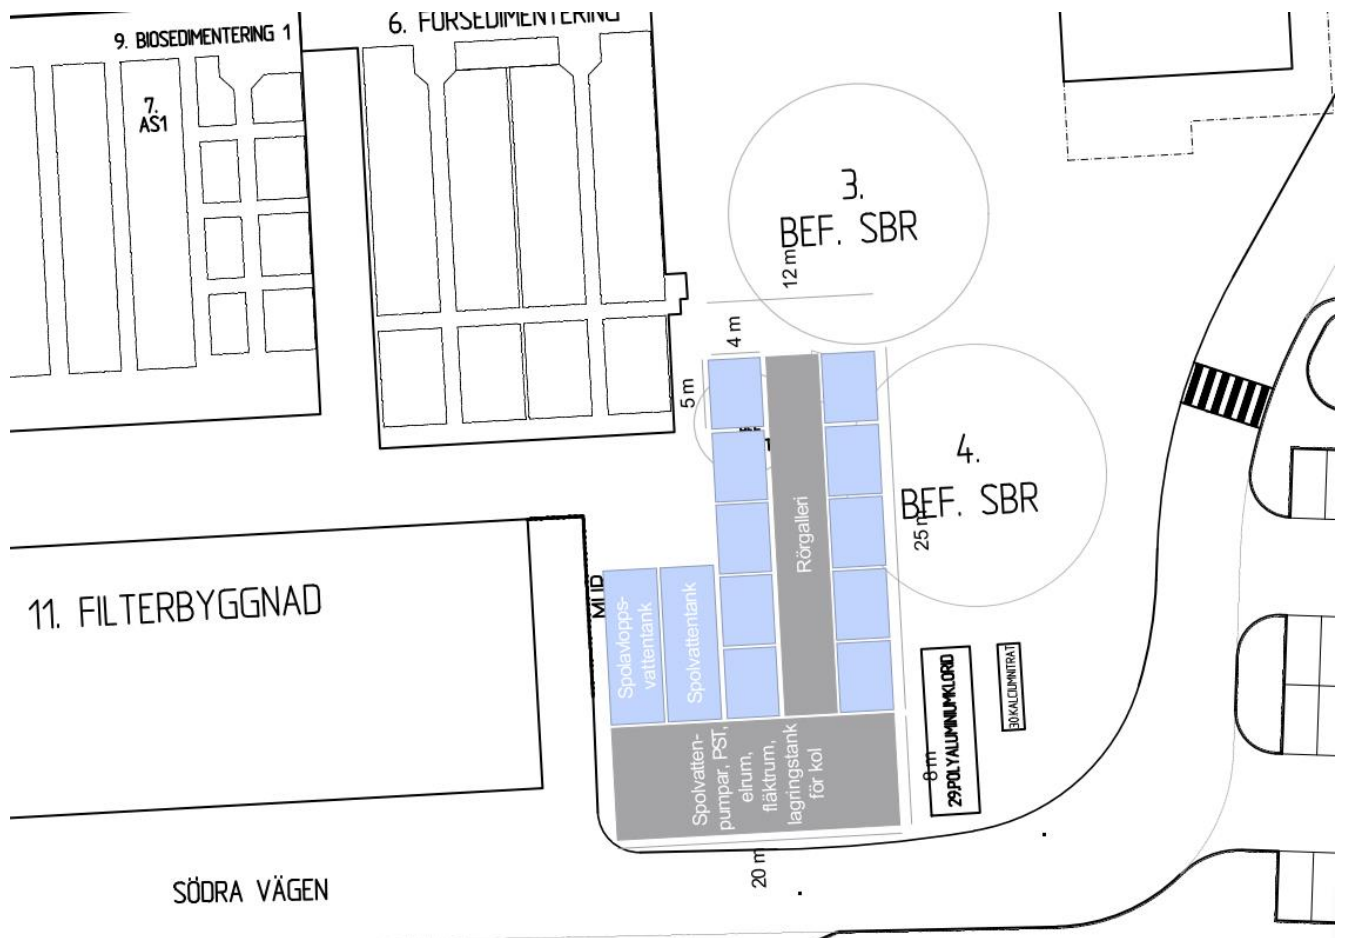 6. FÖRSEDIMENTERING
9. BIOSEDIMENTERING 1
7.
AS1
3.
BEF. SBR
12 m
4 m
5 m
4.
BEF. SBR
25 m
Rörgalleri
11. FILTERBYGGNAD
MUR
Spolavlopps-
vattentank
Spolvattentank
29.POLYALUMINIUMKLORID
30.KALCIUMNITRAT
8 m
Spolvatten-
pumpar, PST,
elrum,
fläktrum,
lagringstank
för kol
20 m
SÖDRA VÄGEN